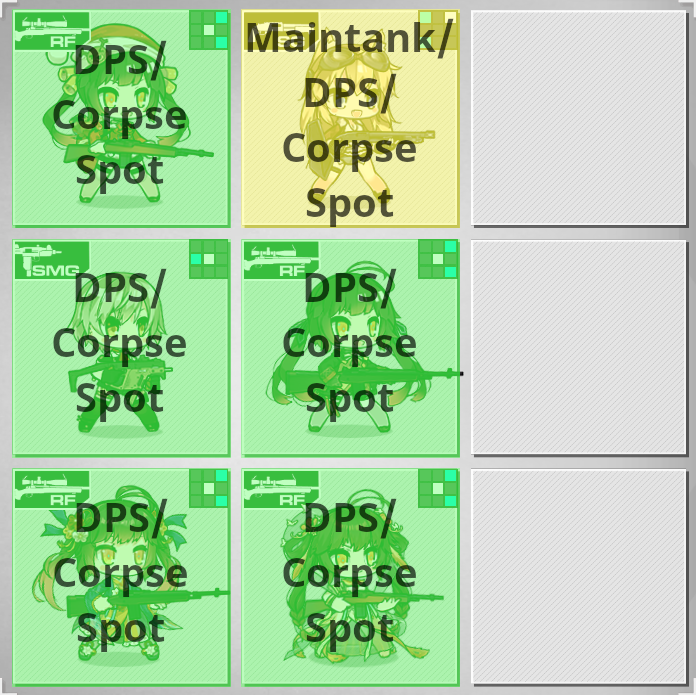 RF
DPS/
Corpse
Spot
Maintank/
DPS/
Corpse
Spot
SMG
DPS/
Corpse
Spot
RF
DPS/
Corpse
Spot
RF
DPS/
Corpse
Spot
RF
DPS/
Corpse
Spot